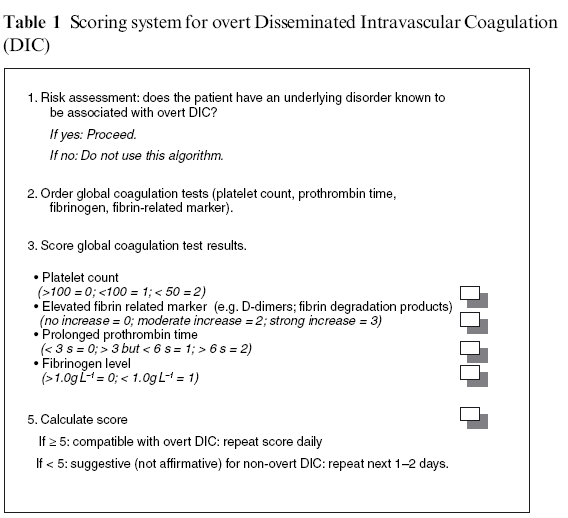 Table 1 Scoring system for overt Disseminated Intravascular Coagulation
(DIC)
1. Risk assessment: does the patient have an underlying disorder known to
be associated with overt DIC?
If yes: Proceed.
If no: Do not use this algorithm.
2. Order global coagulation tests (platelet count, prothrombin time,
fibrinogen, fibrin-related marker).
3. Score global coagulation test results.
• Platelet count
(>100 = 0; <100 = 1; < 50 = 2)
• Elevated fibrin related marker (e.g. D-dimers; fibrin degradation products)
(no increase = 0; moderate increase = 2; strong increase = 3)
• Prolonged prothrombin time
(< 3 s = 0; > 3 but < 6 s = 1; > 6 s = 2)
• Fibrinogen level
(>1.0g L⁻¹ = 0; < 1.0g L⁻¹ = 1)
5. Calculate score
If ≥ 5: compatible with overt DIC: repeat score daily
If < 5: suggestive (not affirmative) for non-overt DIC: repeat next 1–2 days.